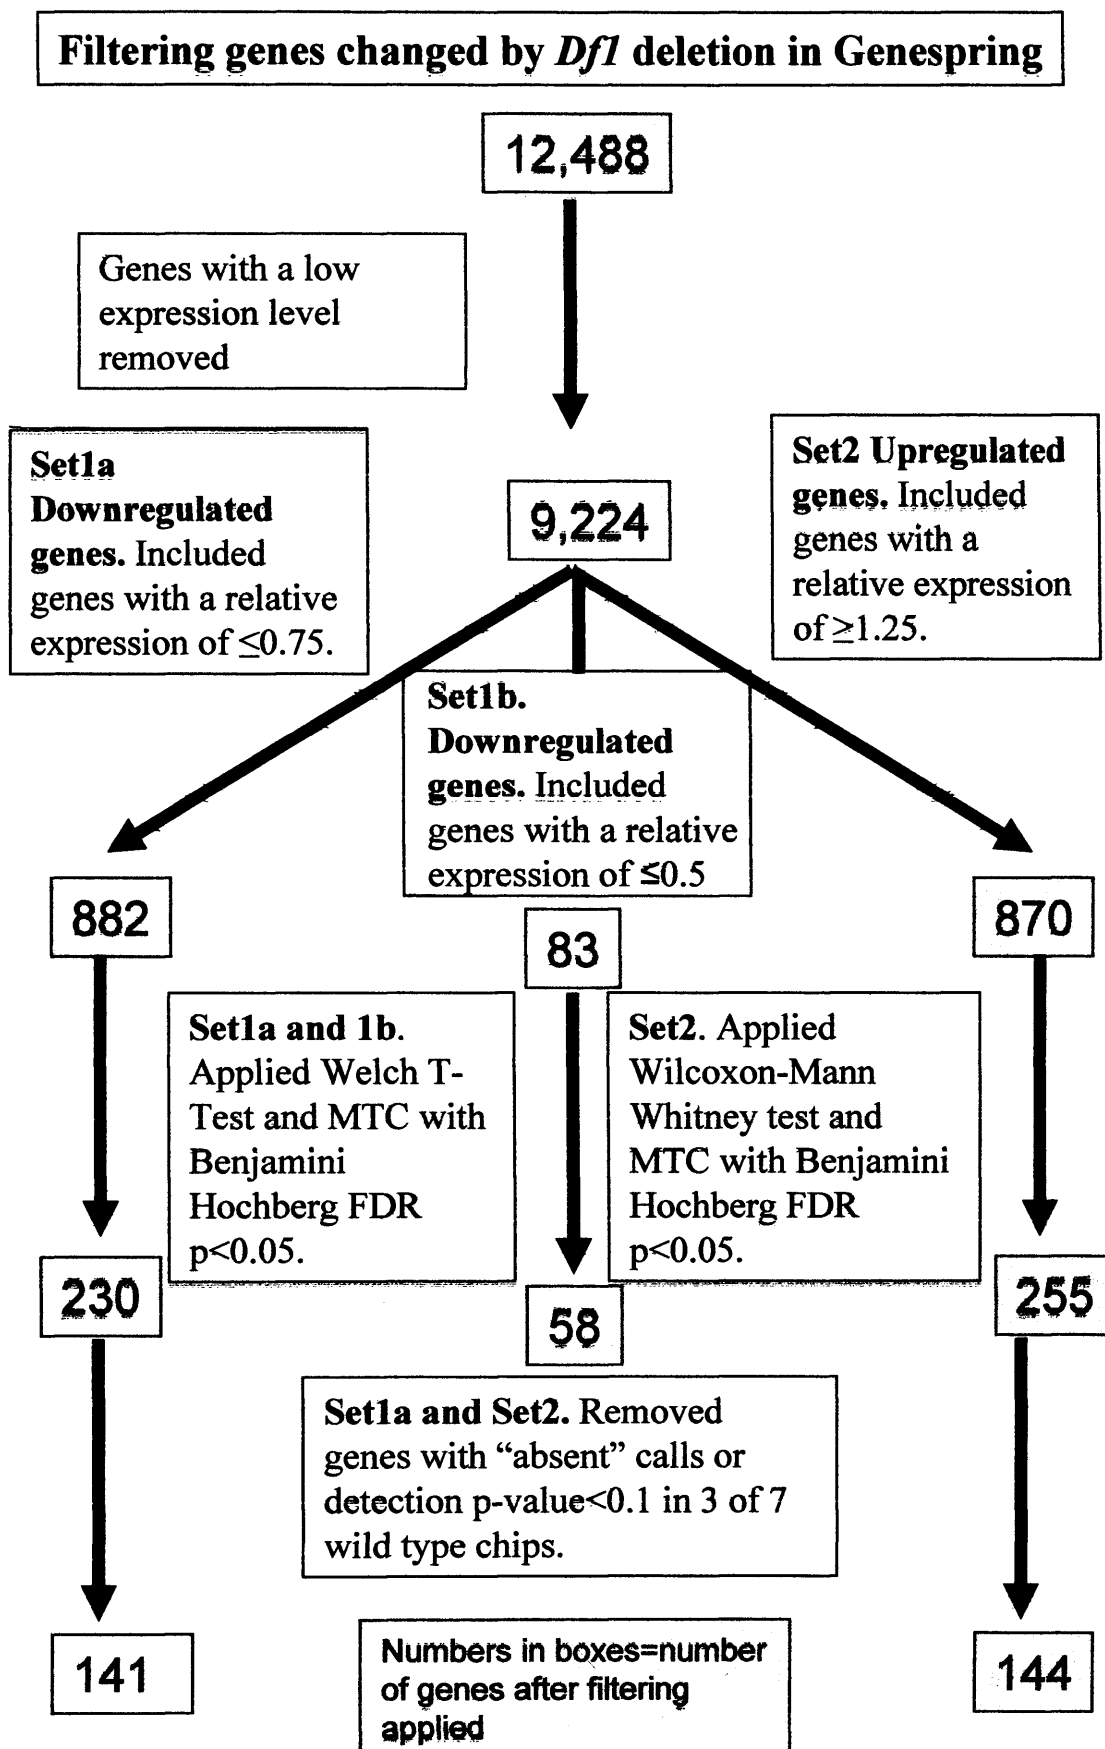 Filtering genes changed by Df1 deletion in Genespring
12,488
Genes with a low
expression level
removed
Set1a
Downregulated
genes. Included
genes with a relative
expression of ≤0.75.
9,224
Set2 Upregulated
genes. Included
genes with a
relative expression
of ≥1.25.
Set1b.
Downregulated
genes. Included
genes with a relative
expression of ≤0.5
882
83
870
Set1a and 1b.
Applied Welch T-
Test and MTC with
Benjamini
Hochberg FDR
p<0.05.
Set2. Applied
Wilcoxon-Mann
Whitney test and
MTC with Benjamini
Hochberg FDR
p<0.05.
230
58
255
Set1a and Set2. Removed
genes with “absent” calls or
detection p-value<0.1 in 3 of 7
wild type chips.
141
Numbers in boxes=number
of genes after filtering
applied
144